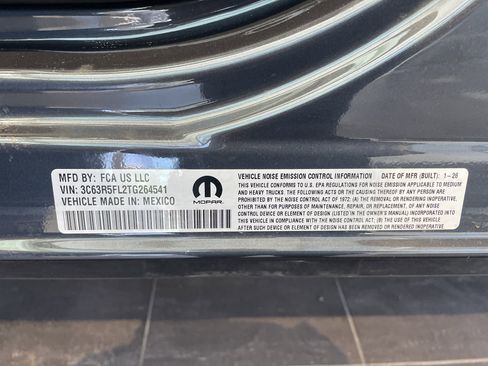 MFD BY: FCA US LLC
VIN: 3C63R5FL2TG264541
VEHICLE MADE IN: MEXICO
MOPAR
VEHICLE NOISE EMISSION CONTROL INFORMATION DATE OF MFR (BUILT): 1-26
THIS VEHICLE CONFORMS TO U.S. EPA REGULATIONS FOR NOISE EMISSION APPLICABLE TO MEDIUM
AND HEAVY TRUCKS. THE FOLLOWING ACTS OR THE CAUSING THEREOF BY ANY PERSON ARE
PROHIBITED BY THE NOISE CONTROL ACT OF 1972: (A) THE REMOVAL OR RENDERING
INOPERATIVE, OTHER THAN FOR PURPOSES OF MAINTENANCE, REPAIR, OR REPLACEMENT, OF ANY NOISE
CONTROL DEVICE OR ELEMENT OF DESIGN (LISTED IN THE OWNER'S MANUAL)
INCORPORATED INTO THIS VEHICLE IN COMPLIANCE WITH THE NOISE CONTROL ACT; (B) THE USE OF THIS VEHICLE
AFTER SUCH DEVICE OR ELEMENT OF DESIGN HAS BEEN REMOVED OR RENDERED INOPERATIVE.